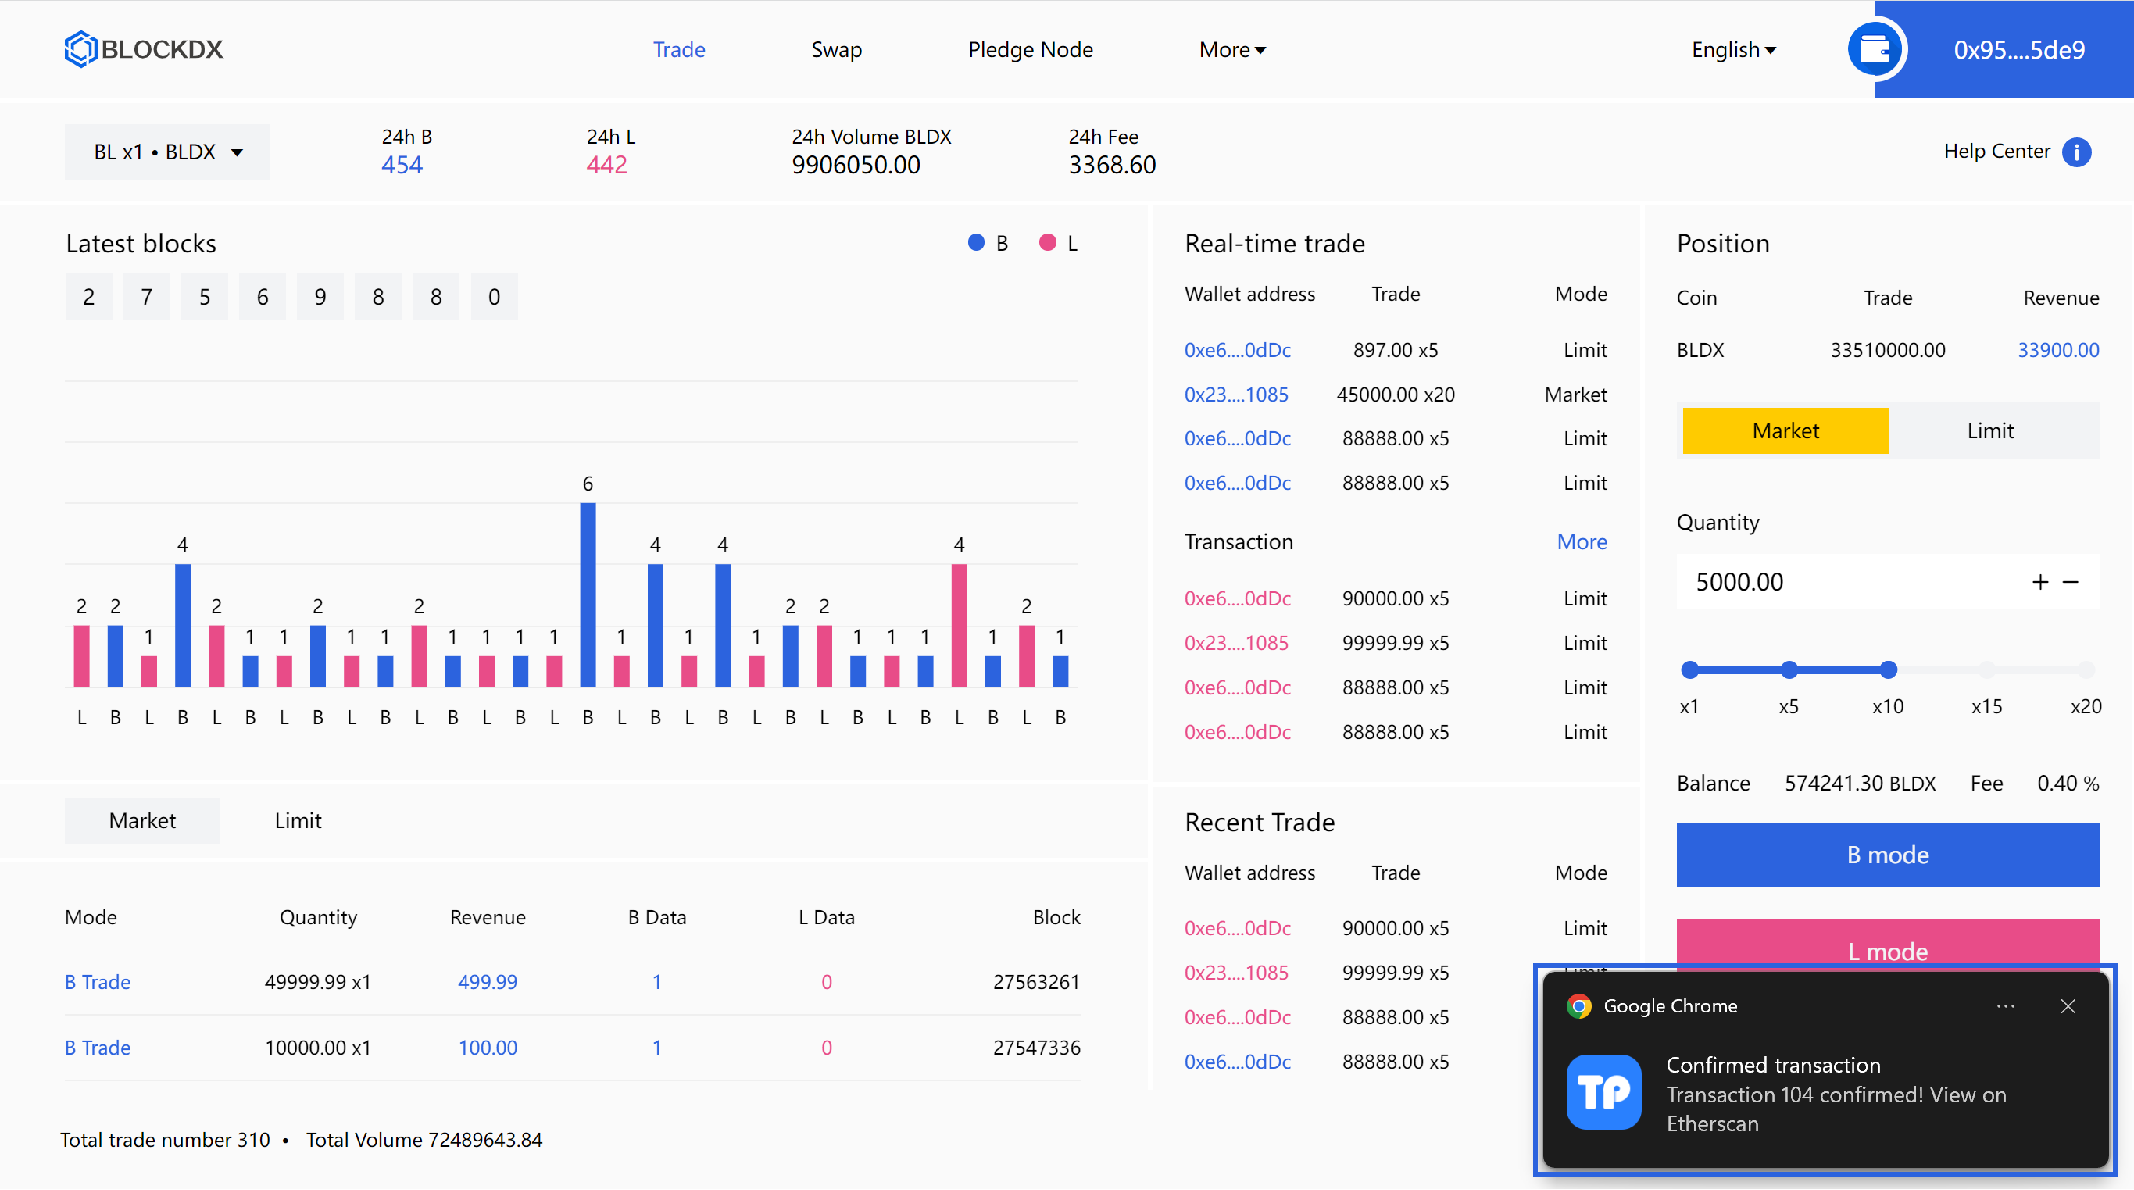 BLOCKDX
Trade Swap Pledge Node More
English
0x95....5de9
BL x1 • BLDX
24h B
454
24h L
442
24h Volume BLDX
9906050.00
24h Fee
3368.60
Help Center i
Latest blocks
B L
2 7 5 6 9 8 8 0
6
4 4 4 4
2 2 2 2 2 2 2 2
1 1 1 1 1 1 1 1 1 1 1 1 1 1 1 1 1
L B L B L B L B L B L B L B L B L B L B L B L B L B L B L B
Market Limit
Mode Quantity Revenue B Data L Data Block
B Trade 49999.99 x1 499.99 1 0 27563261
B Trade 10000.00 x1 100.00 1 0 27547336
Total trade number 310 • Total Volume 72489643.84
Real-time trade
Wallet address Trade Mode
0xe6....0dDc 897.00 x5 Limit
0x23....1085 45000.00 x20 Market
0xe6....0dDc 88888.00 x5 Limit
0xe6....0dDc 88888.00 x5 Limit
Transaction More
0xe6....0dDc 90000.00 x5 Limit
0x23....1085 99999.99 x5 Limit
0xe6....0dDc 88888.00 x5 Limit
0xe6....0dDc 88888.00 x5 Limit
Recent Trade
Wallet address Trade Mode
0xe6....0dDc 90000.00 x5 Limit
0x23....1085 99999.99 x5
0xe6....0dDc 88888.00 x5
0xe6....0dDc 88888.00 x5
Position
Coin Trade Revenue
BLDX 33510000.00 33900.00
Market Limit
Quantity
5000.00 + −
x1 x5 x10 x15 x20
Balance 574241.30 BLDX Fee 0.40 %
B mode
L mode
Google Chrome
TP
Confirmed transaction
Transaction 104 confirmed! View on
Etherscan